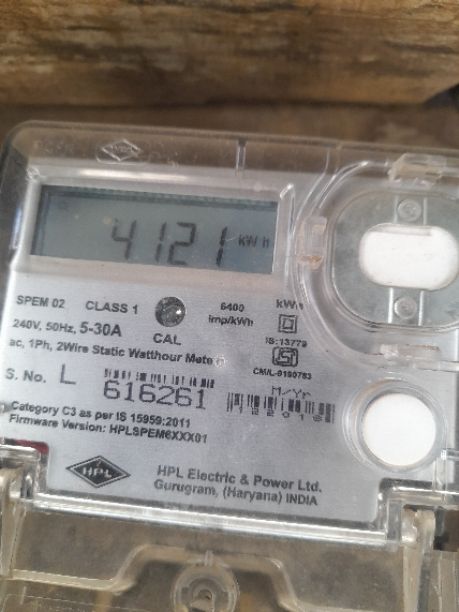 4121 kWh
SPEM 02 CLASS 1 6400 imp/kWh kWh
240V, 50Hz, 5-30A CAL IS:13779
ac, 1Ph, 2Wire Static Watthour Meter
CM/L-9190783
S. No. L 616261 M/Yr
Category C3 as per IS 15959:2011
Firmware Version: HPLSPEM6XXX01
HPL
HPL Electric & Power Ltd.
Gurugram, (Haryana) INDIA